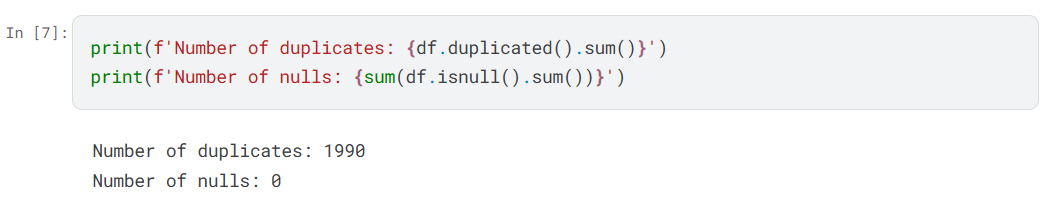 In [7]:
print(f'Number of duplicates: {df.duplicated().sum()}')
print(f'Number of nulls: {sum(df.isnull().sum())}')
Number of duplicates: 1990
Number of nulls: 0